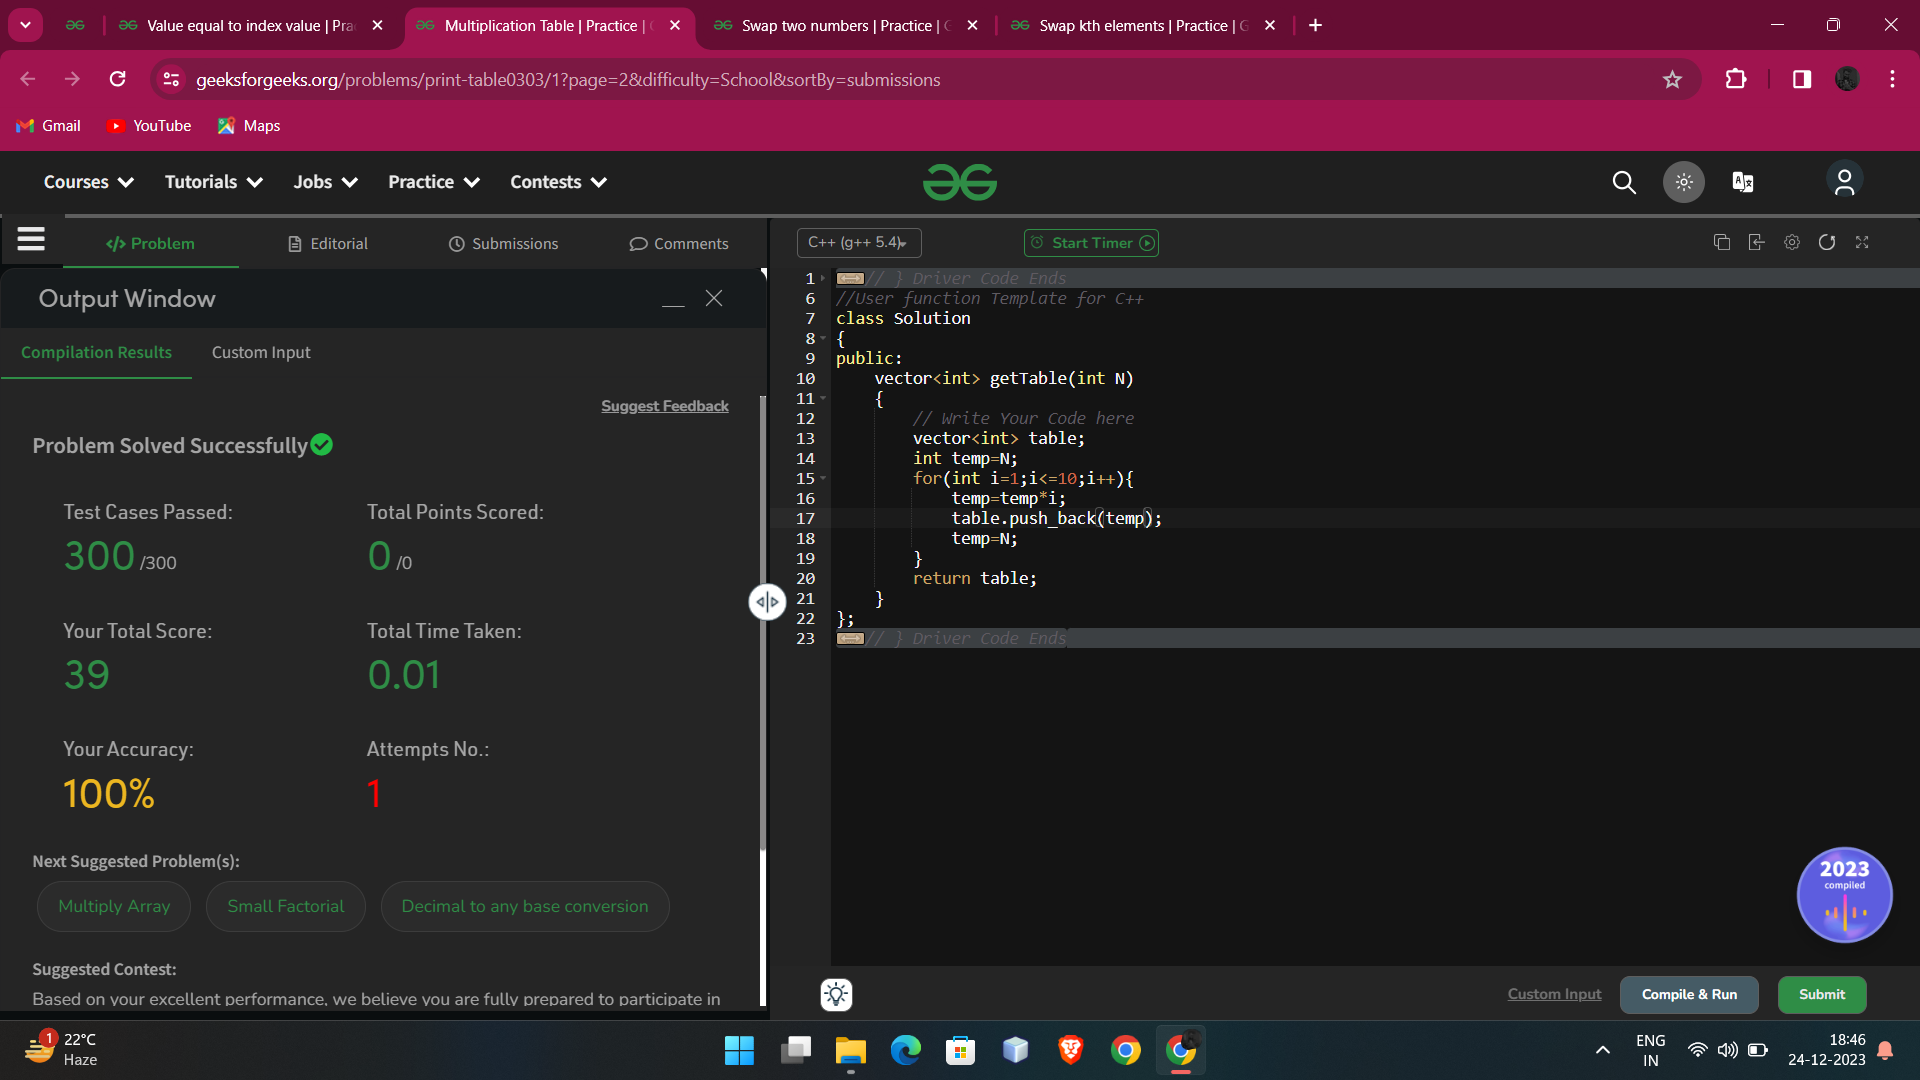 Value equal to index value | Pra
Multiplication Table | Practice |
Swap two numbers | Practice |
Swap kth elements | Practice | G
geeksforgeeks.org/problems/print-table0303/1?page=2&difficulty=School&sortBy=submissions
Gmail
YouTube
Maps
Courses
Tutorials
Jobs
Practice
Contests
Problem
Editorial
Submissions
Comments
Output Window
Compilation Results
Custom Input
Suggest Feedback
Problem Solved Successfully
Test Cases Passed:
300 /300
Total Points Scored:
0 /0
Your Total Score:
39
Total Time Taken:
0.01
Your Accuracy:
100%
Attempts No.:
1
Next Suggested Problem(s):
Multiply Array
Small Factorial
Decimal to any base conversion
Suggested Contest:
Based on your excellent performance, we believe you are fully prepared to participate in
C++ (g++ 5.4)
Start Timer
1 // } Driver Code Ends
6 //User function Template for C++
7 class Solution
8 {
9 public:
10 vector<int> getTable(int N)
11 {
12 // Write Your Code here
13 vector<int> table;
14 int temp=N;
15 for(int i=1;i<=10;i++){
16 temp=temp*i;
17 table.push_back(temp);
18 temp=N;
19 }
20 return table;
21 }
22 };
23 // } Driver Code Ends
2023
compiled
Custom Input
Compile & Run
Submit
1
22°C
Haze
ENG
IN
18:46
24-12-2023